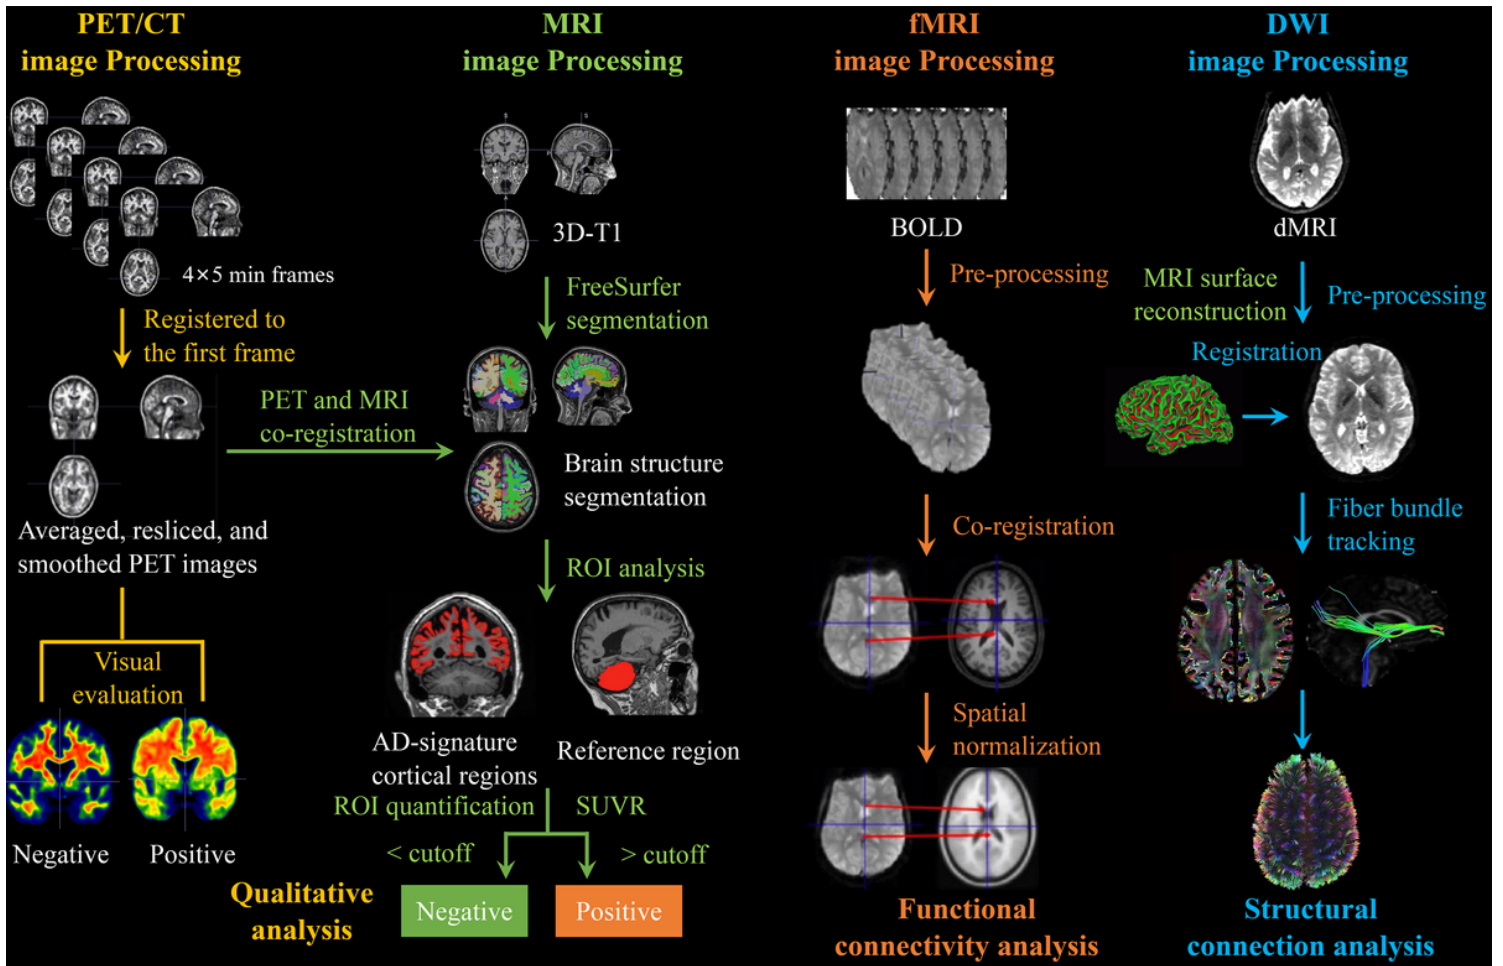 PET/CT
image Processing
4×5 min frames
Registered to
the first frame
Averaged, resliced, and
smoothed PET images
Visual
evaluation
Negative
Positive
Qualitative
analysis
MRI
image Processing
3D-T1
FreeSurfer
segmentation
PET and MRI
co-registration
Brain structure
segmentation
ROI analysis
AD-signature
cortical regions
Reference region
ROI quantification
SUVR
< cutoff
> cutoff
Negative
Positive
fMRI
image Processing
BOLD
Pre-processing
Co-registration
Spatial
normalization
Functional
connectivity analysis
DWI
image Processing
dMRI
MRI surface
reconstruction
Pre-processing
Registration
Fiber bundle
tracking
Structural
connection analysis